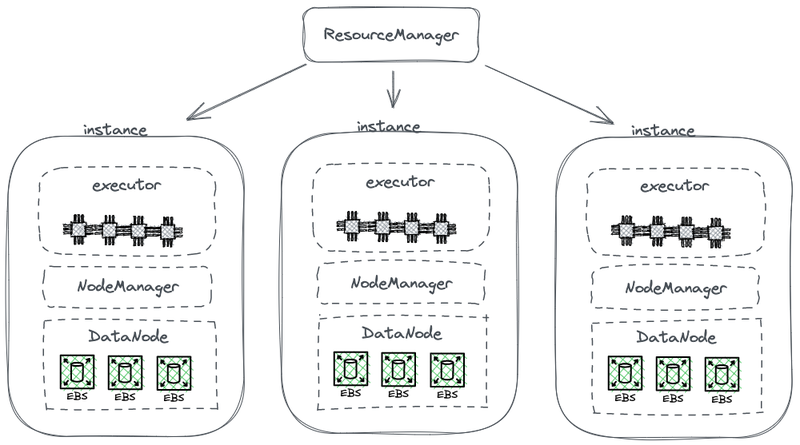 ResourceManager
instance
executor
NodeManager
DataNode
EBS EBS EBS
instance
executor
NodeManager
DataNode
EBS EBS EBS
instance
executor
NodeManager
DataNode
EBS EBS EBS